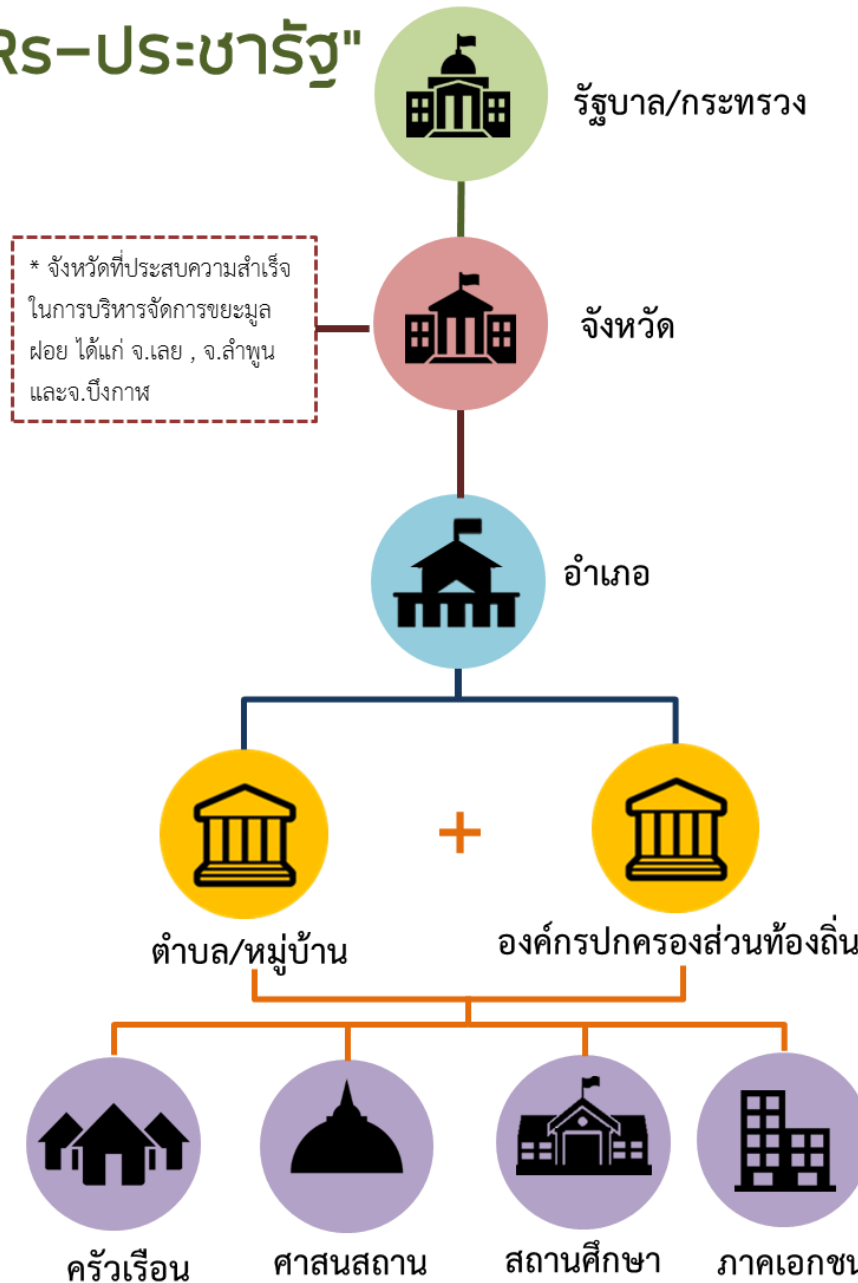 Rs-ประชารัฐ"
รัฐบาล/กระทรวง
* จังหวัดที่ประสบความสำเร็จ
ในการบริหารจัดการขยะมูล
ฝอย ได้แก่ จ.เลย , จ.ลำพูน
และจ.บึงกาฬ
จังหวัด
อำเภอ
ตำบล/หมู่บ้าน
+
องค์กรปกครองส่วนท้องถิ่น
ครัวเรือน
ศาสนสถาน
สถานศึกษา
ภาคเอกชน